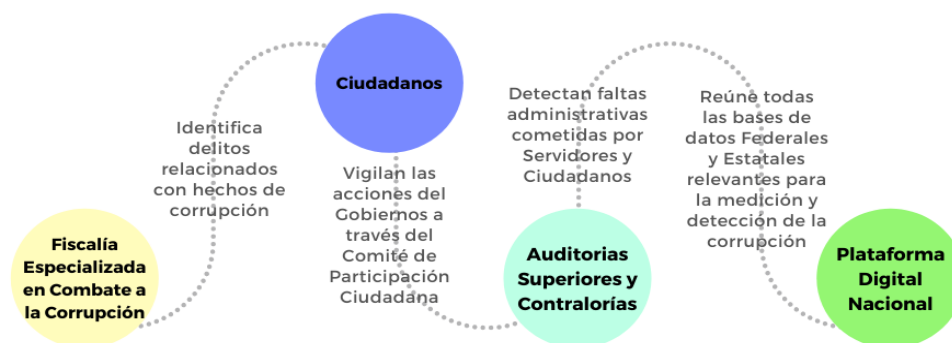 Fiscalía
Especializada
en Combate a
la Corrupción
Identifica
delitos
relacionados
con hechos de
corrupción
Ciudadanos
Vigilan las
acciones del
Gobiernos a
través del
Comité de
Participación
Ciudadana
Detectan faltas
administrativas
cometidas por
Servidores y
Ciudadanos
Auditorias
Superiores y
Contralorías
Reúne todas
las bases de
datos Federales
y Estatales
relevantes para
la medición y
detección de la
corrupción
Plataforma
Digital
Nacional